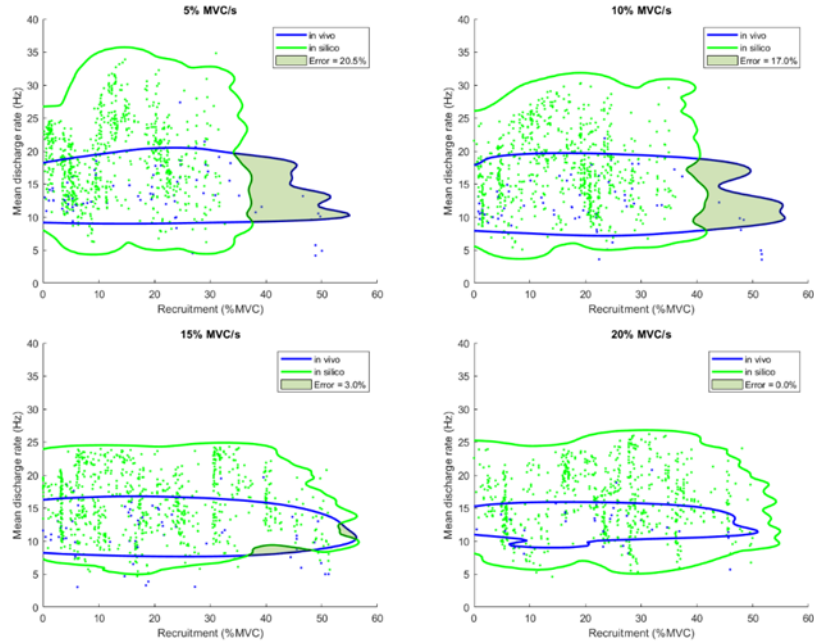 5% MVC/s
40
35
30
25
20
15
10
5
0
Mean discharge rate (Hz)
in vivo
in silico
Error = 20.5%
0 10 20 30 40 50 60
Recruitment (%MVC)
10% MVC/s
40
35
30
25
20
15
10
5
0
Mean discharge rate (Hz)
in vivo
in silico
Error = 17.0%
0 10 20 30 40 50 60
Recruitment (%MVC)
15% MVC/s
40
35
30
25
20
15
10
5
0
Mean discharge rate (Hz)
in vivo
in silico
Error = 3.0%
0 10 20 30 40 50 60
Recruitment (%MVC)
20% MVC/s
40
35
30
25
20
15
10
5
0
Mean discharge rate (Hz)
in vivo
in silico
Error = 0.0%
0 10 20 30 40 50 60
Recruitment (%MVC)